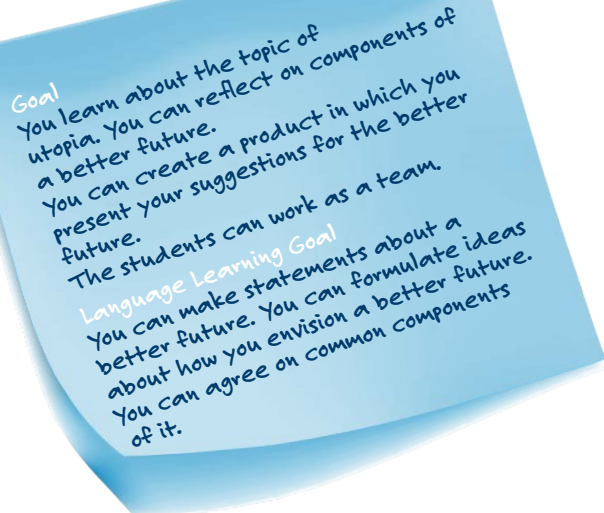 Goal
You learn about the topic of
utopia. You can reflect on components of
a better future.
You can create a product in which you
present your suggestions for the better
future.
The students can work as a team.
Language Learning Goal
You can make statements about a
better future. You can formulate ideas
about how you envision a better future.
You can agree on common components
of it.